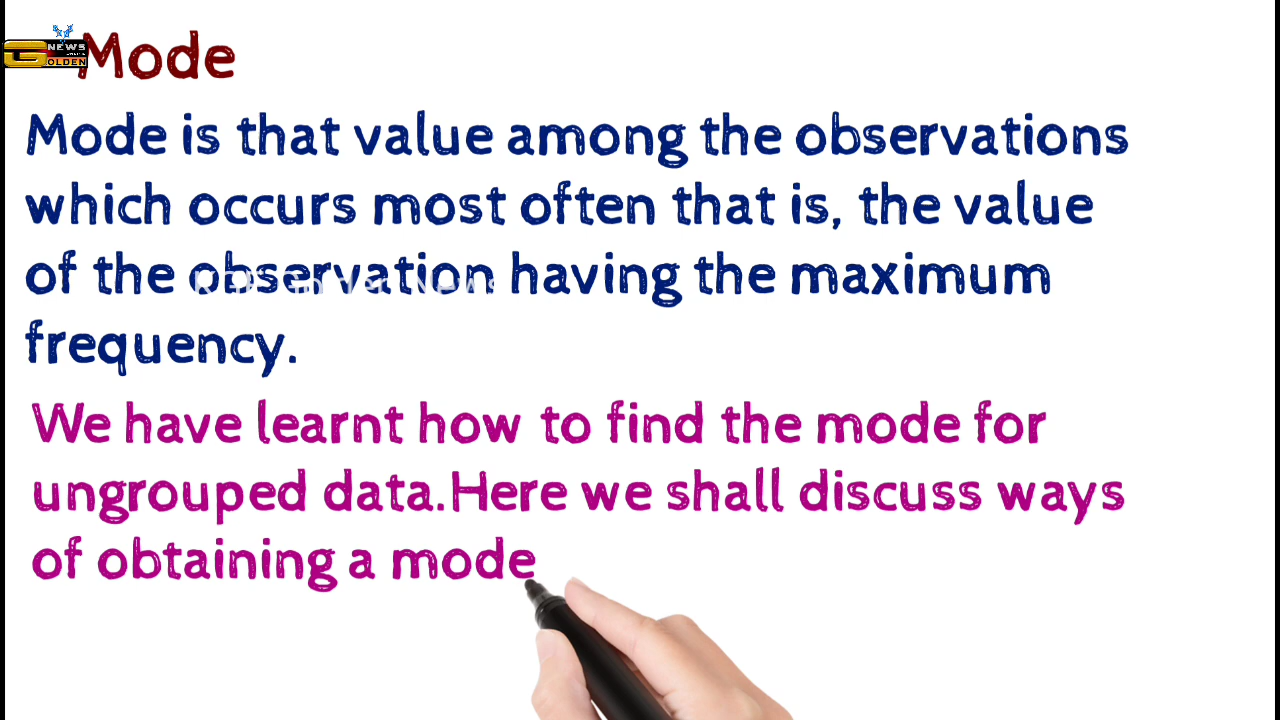 Mode
NEWS
GOLDEN
Mode is that value among the observations
which occurs most often that is, the value
of the observation having the maximum
frequency.
We have learnt how to find the mode for
ungrouped data.Here we shall discuss ways
of obtaining a mode